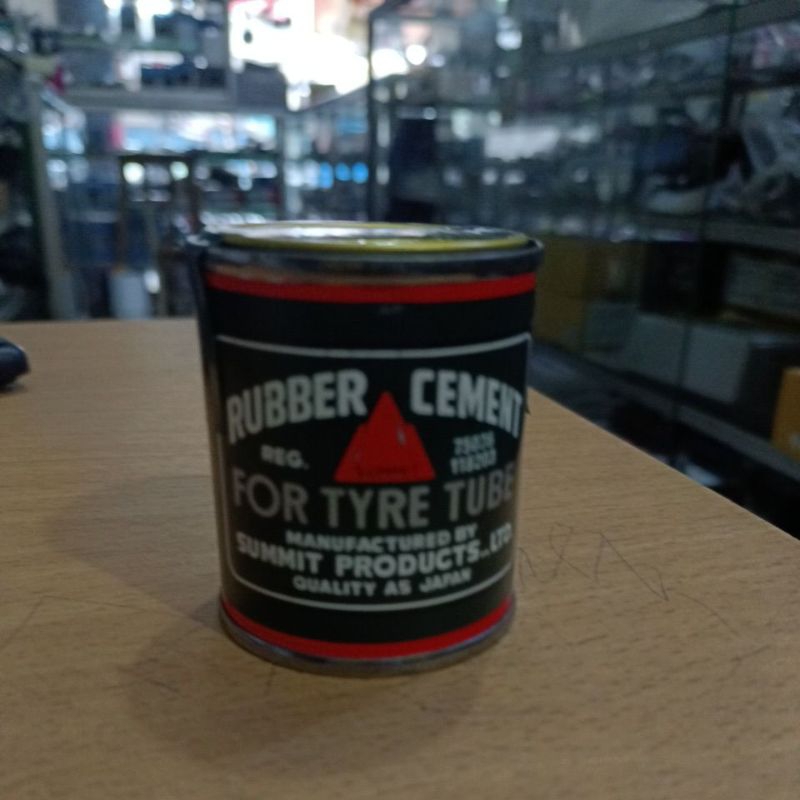 RUBBER CEMENT
REG.
FOR TYRE TUBE
MANUFACTURED BY
SUMMIT PRODUCTS.,LTD.
QUALITY AS JAPAN